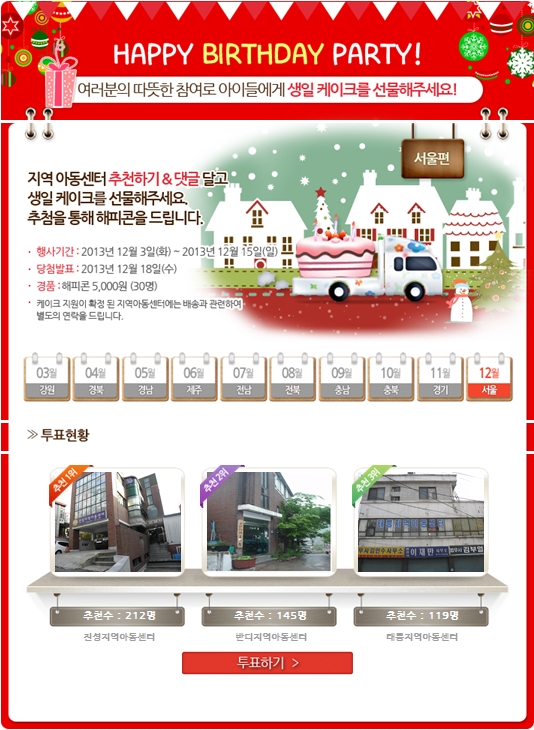 HAPPY BIRTHDAY PARTY!
여러분의 따뜻한 참여로 아이들에게 생일 케이크를 선물해주세요!
서울편
지역 아동센터 추천하기 & 댓글 달고
생일 케이크를 선물해주세요.
추첨을 통해 해피콘을 드립니다.
· 행사기간 : 2013년 12월 3일(화) ~ 2013년 12월 15일(일)
· 당첨발표 : 2013년 12월 18일(수)
· 경품 : 해피콘 5,000원 (30명)
· 케이크 지원이 확정 된 지역아동센터에는 배송과 관련하여
별도의 연락을 드립니다.
03월 04월 05월 06월 07월 08월 09월 10월 11월 12월
강원 경북 경남 제주 전남 전북 충남 충북 경기 서울
≫ 투표현황
추천 1위 추천 2위 추천 3위
이재만
추천수 : 212명 추천수 : 145명 추천수 : 119명
진성지역아동센터 반디지역아동센터 태릉지역아동센터
투표하기 >